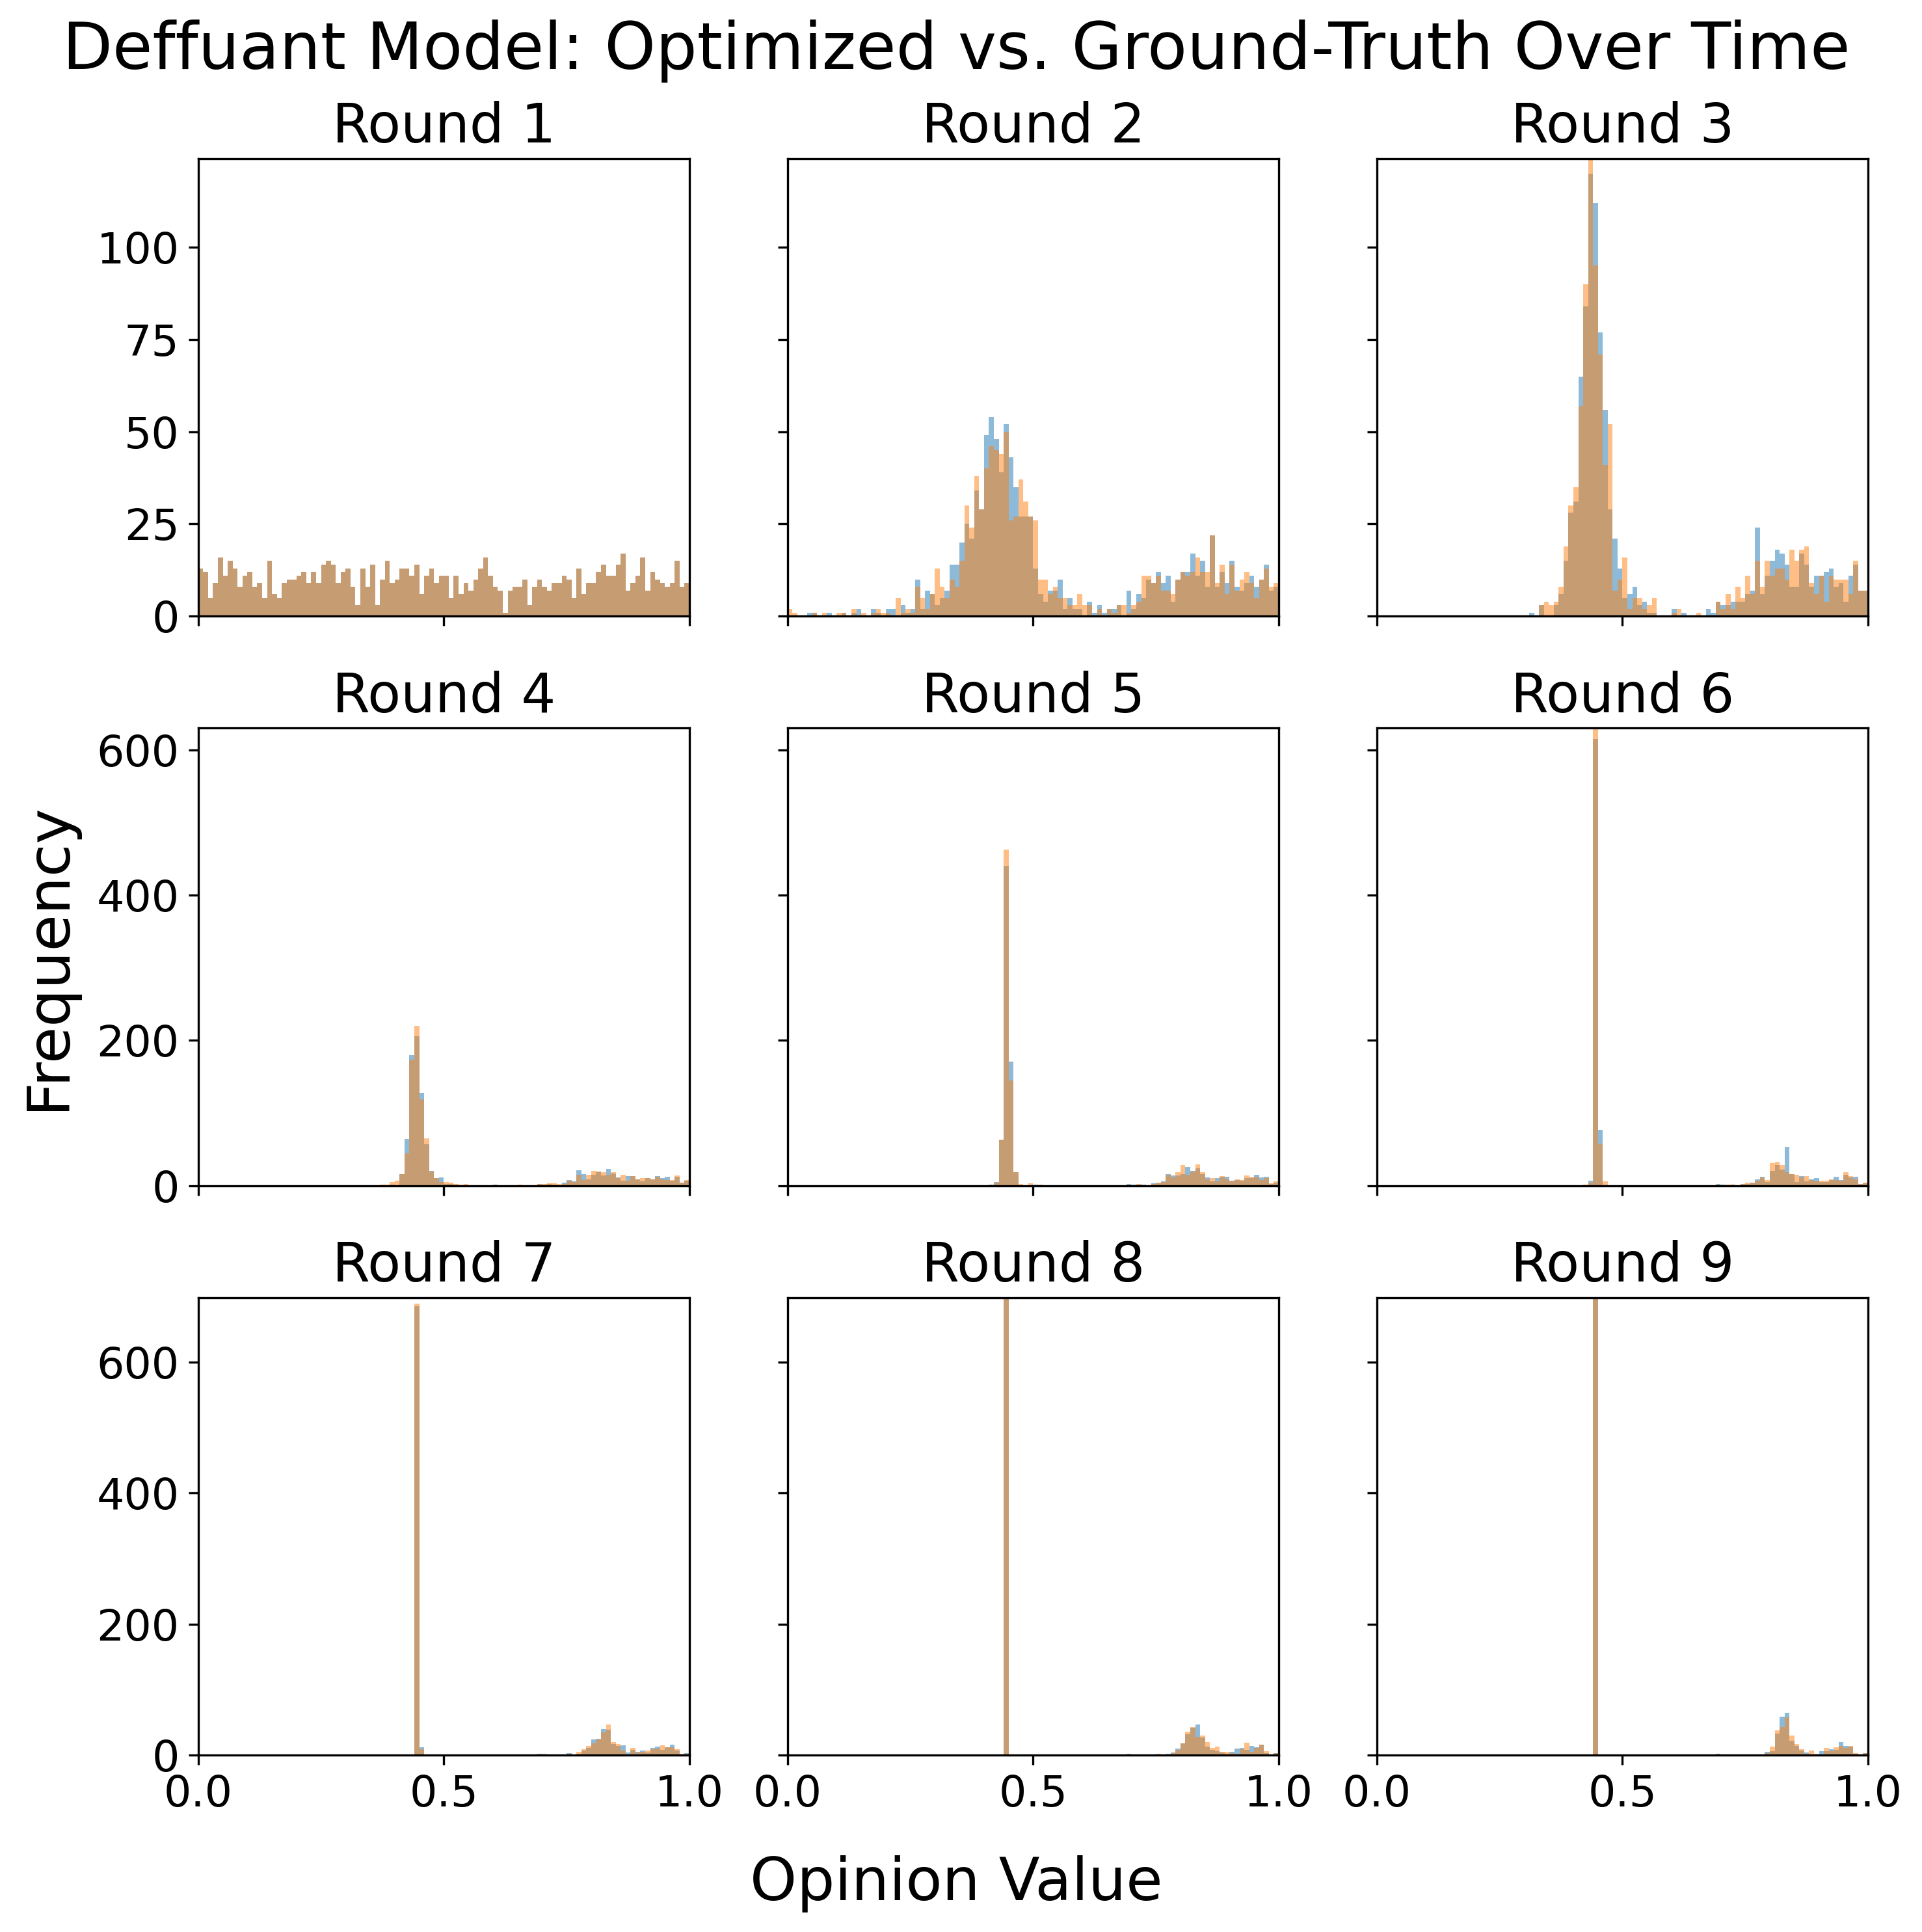 Deffuant Model: Optimized vs. Ground-Truth Over Time
Round 1
Round 2
Round 3
100
75
50
25
0
Round 4
Round 5
Round 6
600
400
200
0
Frequency
Round 7
Round 8
Round 9
600
400
200
0
0.0 0.5 1.0 0.0 0.5 1.0 0.0 0.5 1.0
Opinion Value